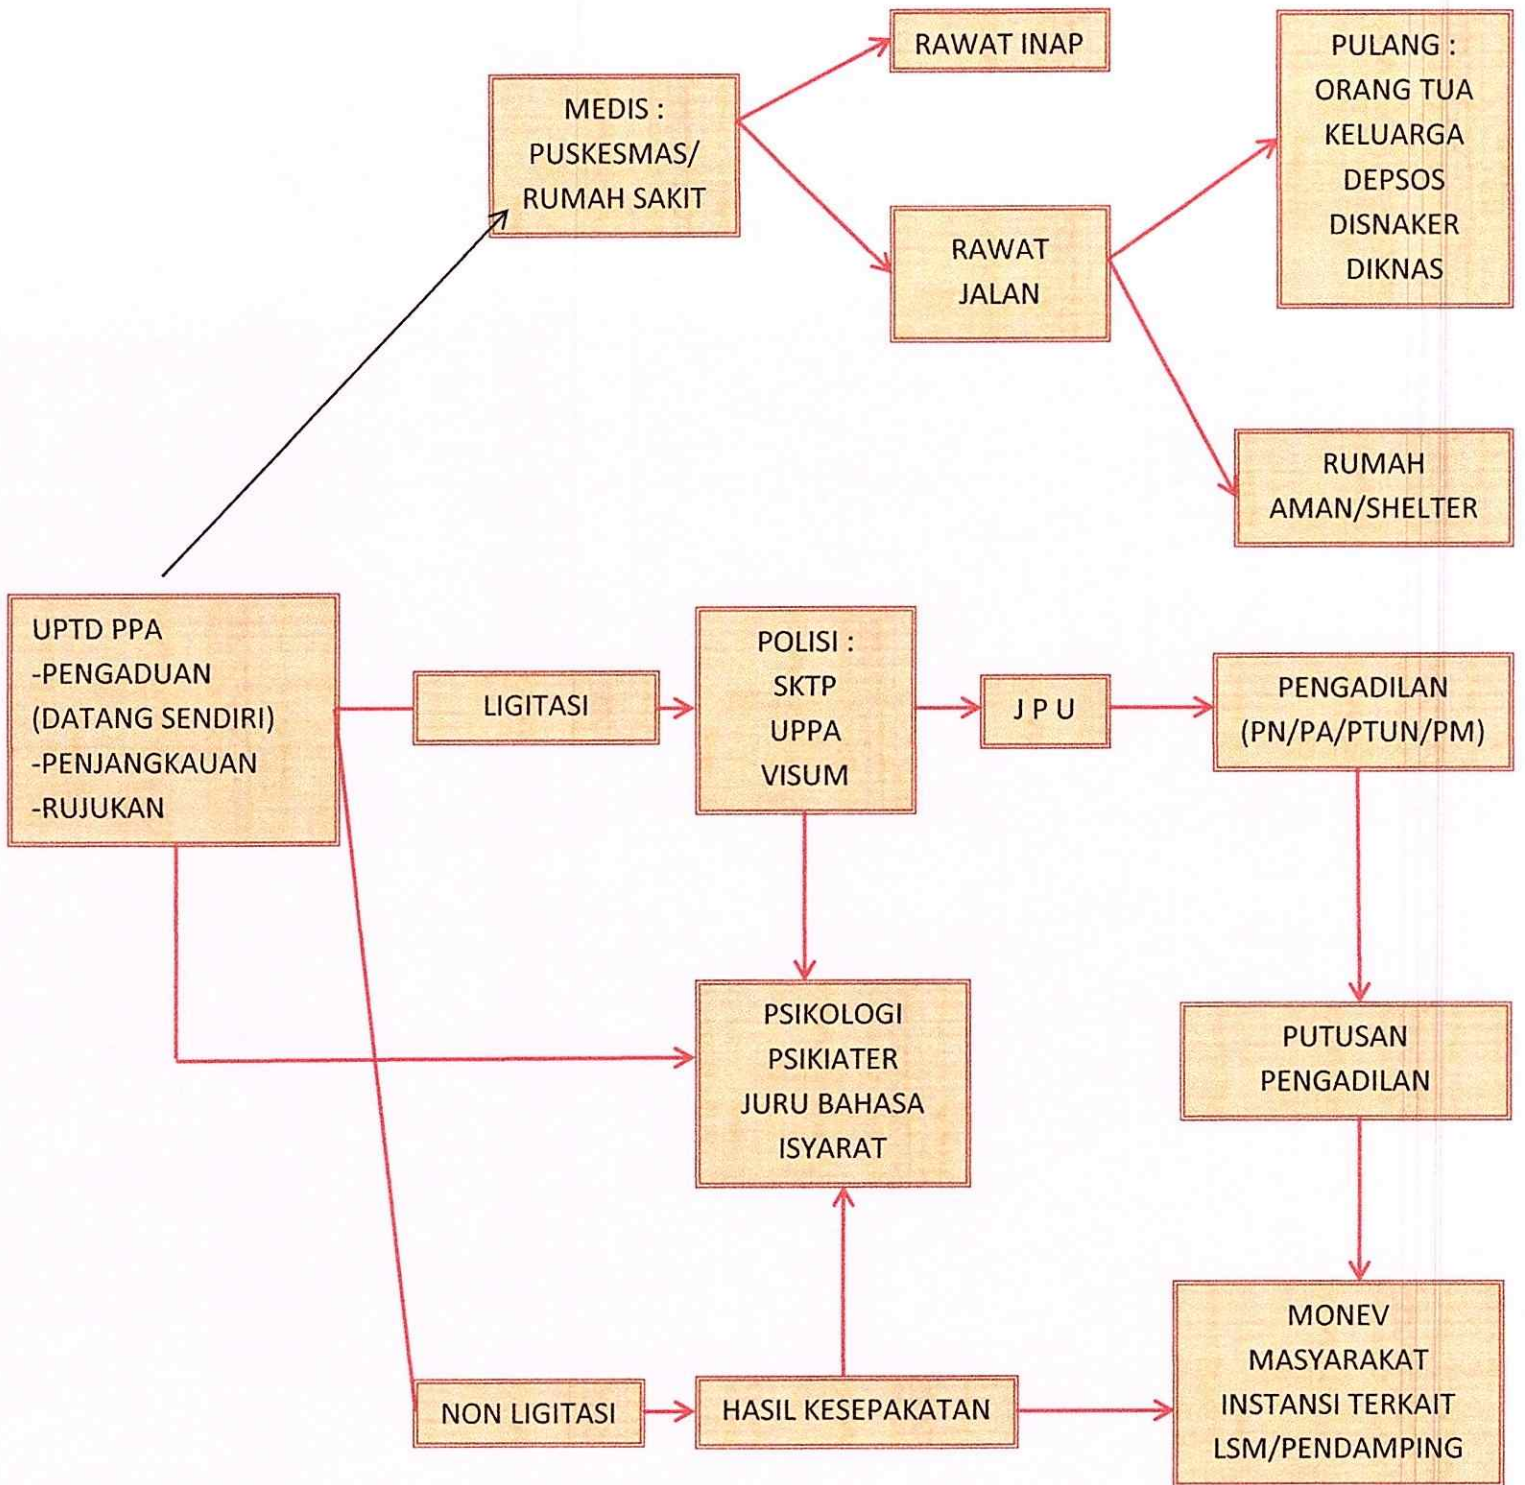 RAWAT INAP
PULANG :
ORANG TUA
KELUARGA
DEPSOS
DISNAKER
DIKNAS
MEDIS :
PUSKESMAS/
RUMAH SAKIT
RAWAT
JALAN
RUMAH
AMAN/SHELTER
UPTD PPA
-PENGADUAN
(DATANG SENDIRI)
-PENJANGKAUAN
-RUJUKAN
LIGITASI
POLISI :
SKTP
UPPA
VISUM
J P U
PENGADILAN
(PN/PA/PTUN/PM)
PSIKOLOGI
PSIKIATER
JURU BAHASA
ISYARAT
PUTUSAN
PENGADILAN
NON LIGITASI
HASIL KESEPAKATAN
MONEV
MASYARAKAT
INSTANSI TERKAIT
LSM/PENDAMPING